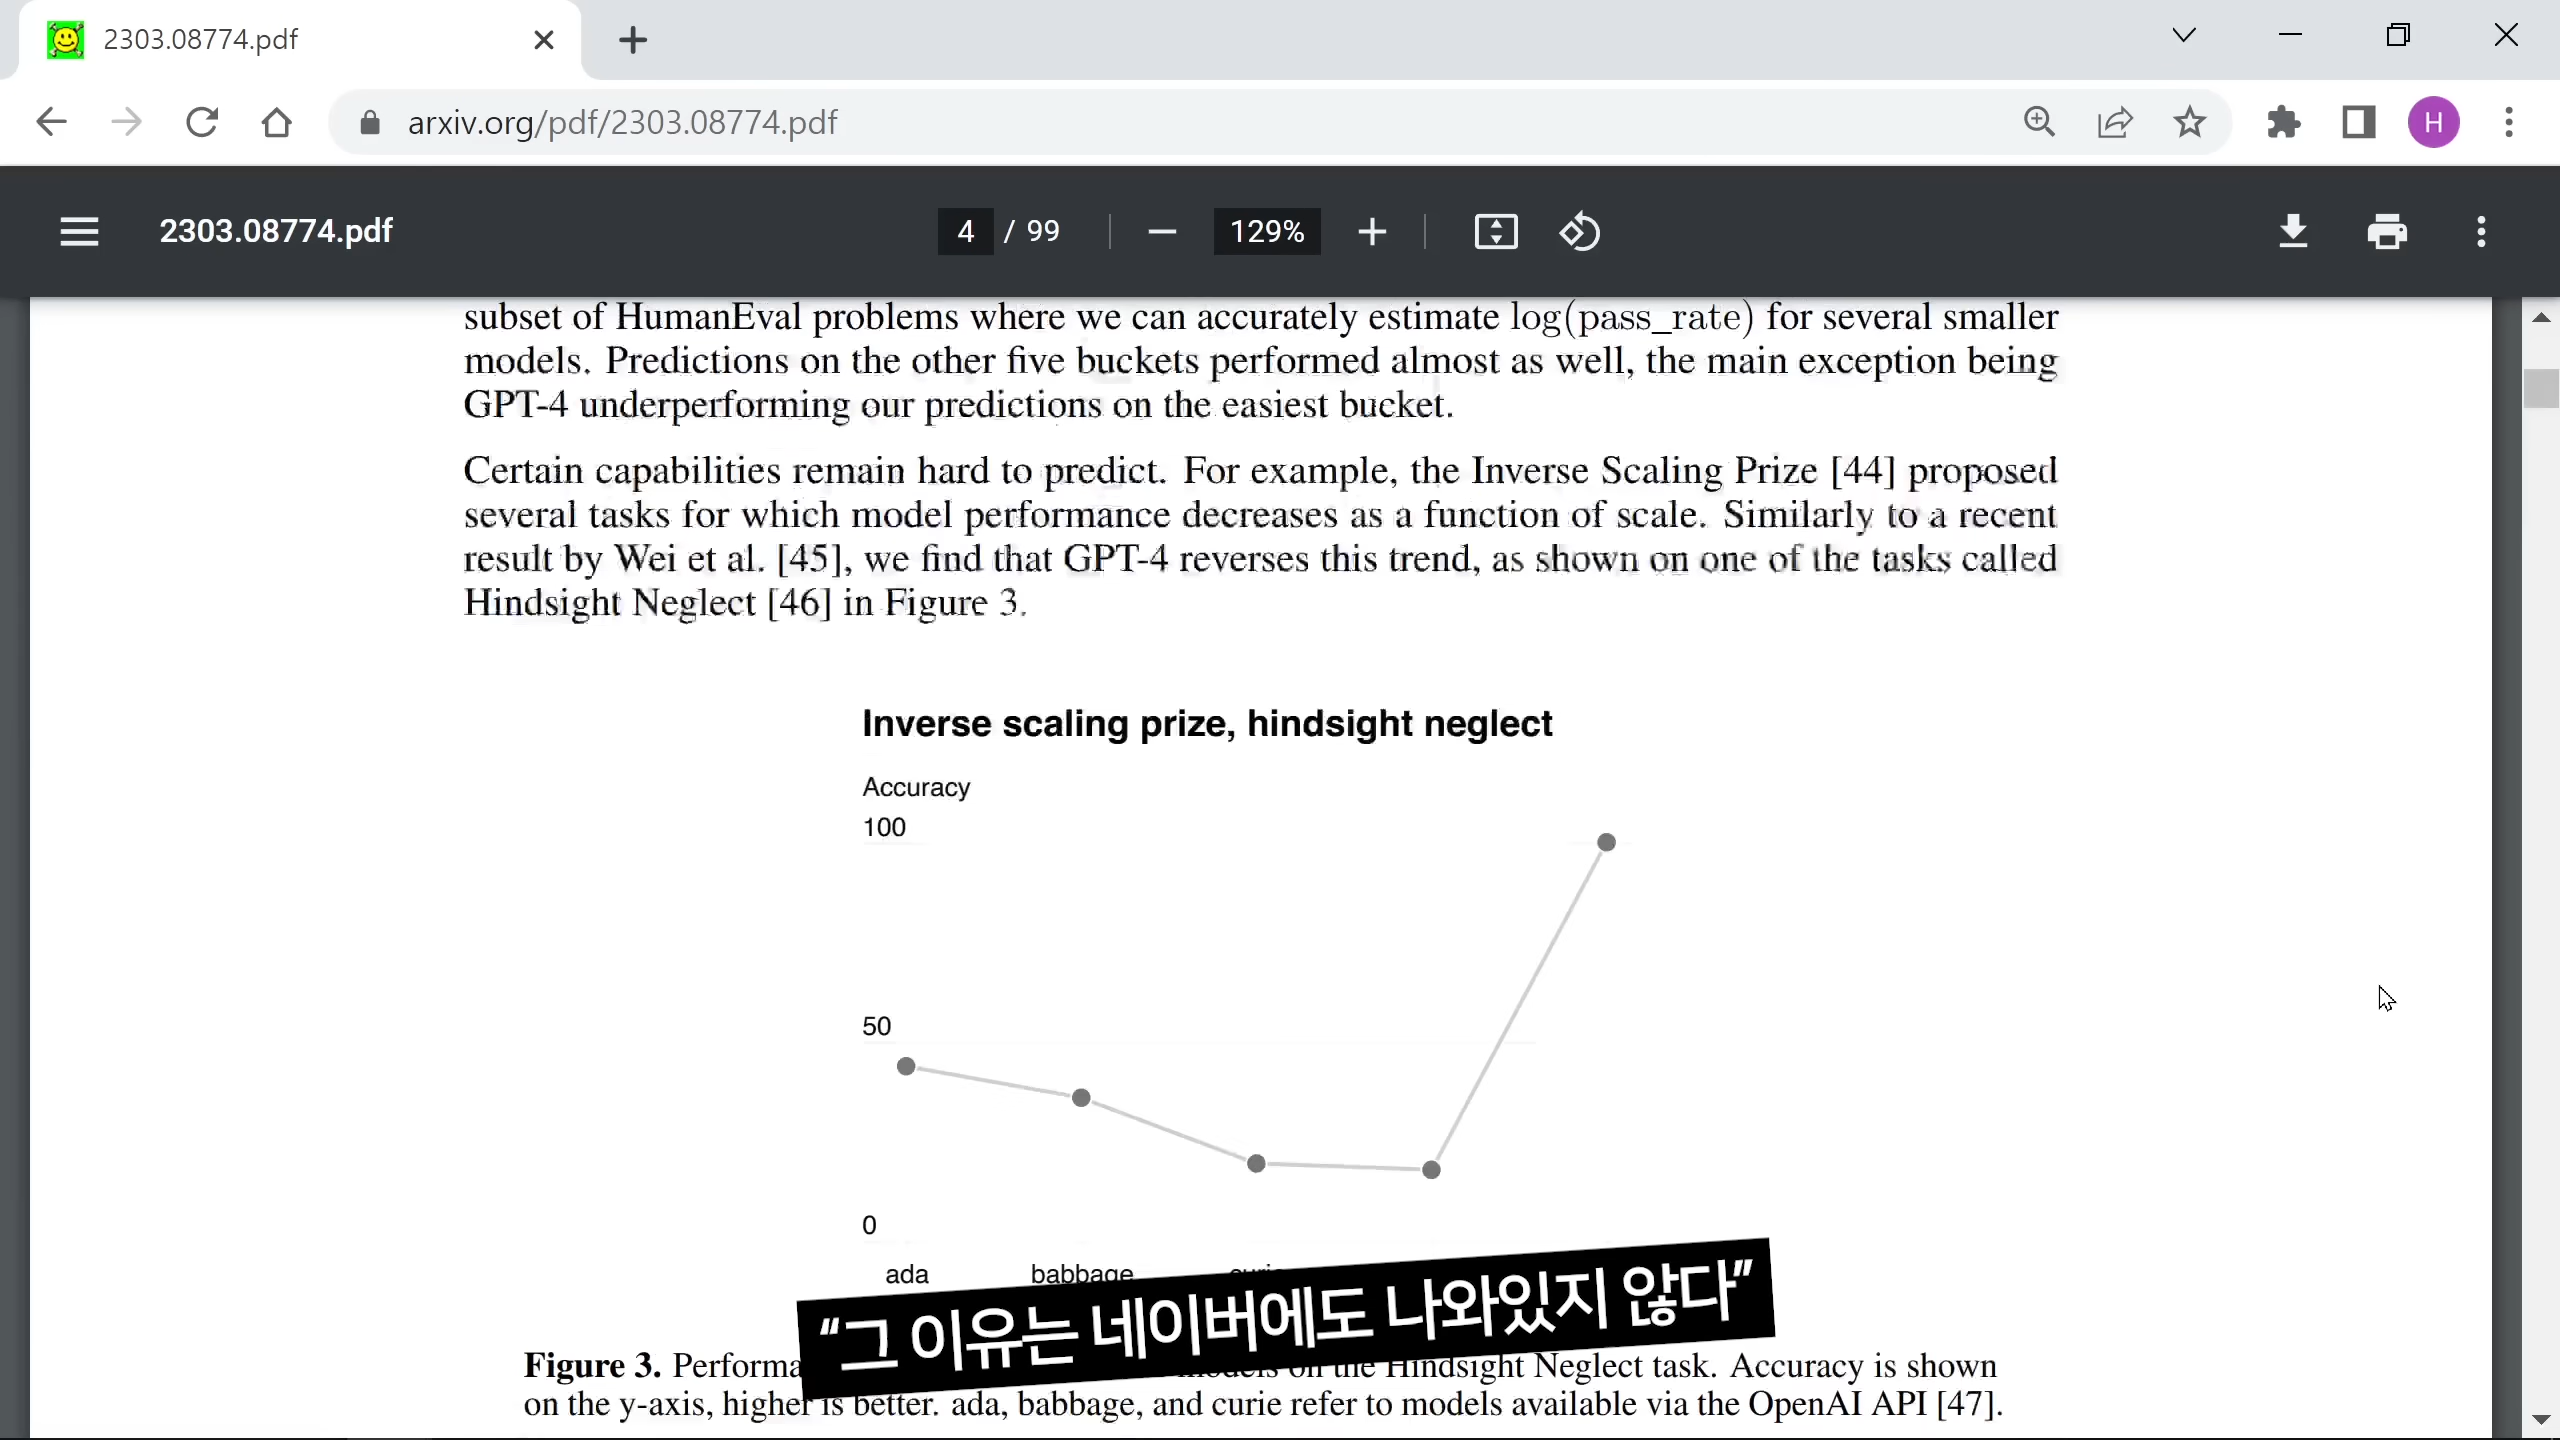 2303.08774.pdf
arxiv.org/pdf/2303.08774.pdf
H
2303.08774.pdf
4 / 99
129%
subset of HumanEval problems where we can accurately estimate log(pass_rate) for several smaller
models. Predictions on the other five buckets performed almost as well, the main exception being
GPT-4 underperforming our predictions on the easiest bucket.
Certain capabilities remain hard to predict. For example, the Inverse Scaling Prize [44] proposed
several tasks for which model performance decreases as a function of scale. Similarly to a recent
result by Wei et al. [45], we find that GPT-4 reverses this trend, as shown on one of the tasks called
Hindsight Neglect [46] in Figure 3.
Inverse scaling prize, hindsight neglect
Accuracy
100
50
0
ada babbage
"그 이유는 네이버에도 나와있지 않다"
Figure 3. on the Hindsight Neglect task. Accuracy is shown
on the y-axis, higher is better. ada, babbage, and curie refer to models available via the OpenAI API [47].